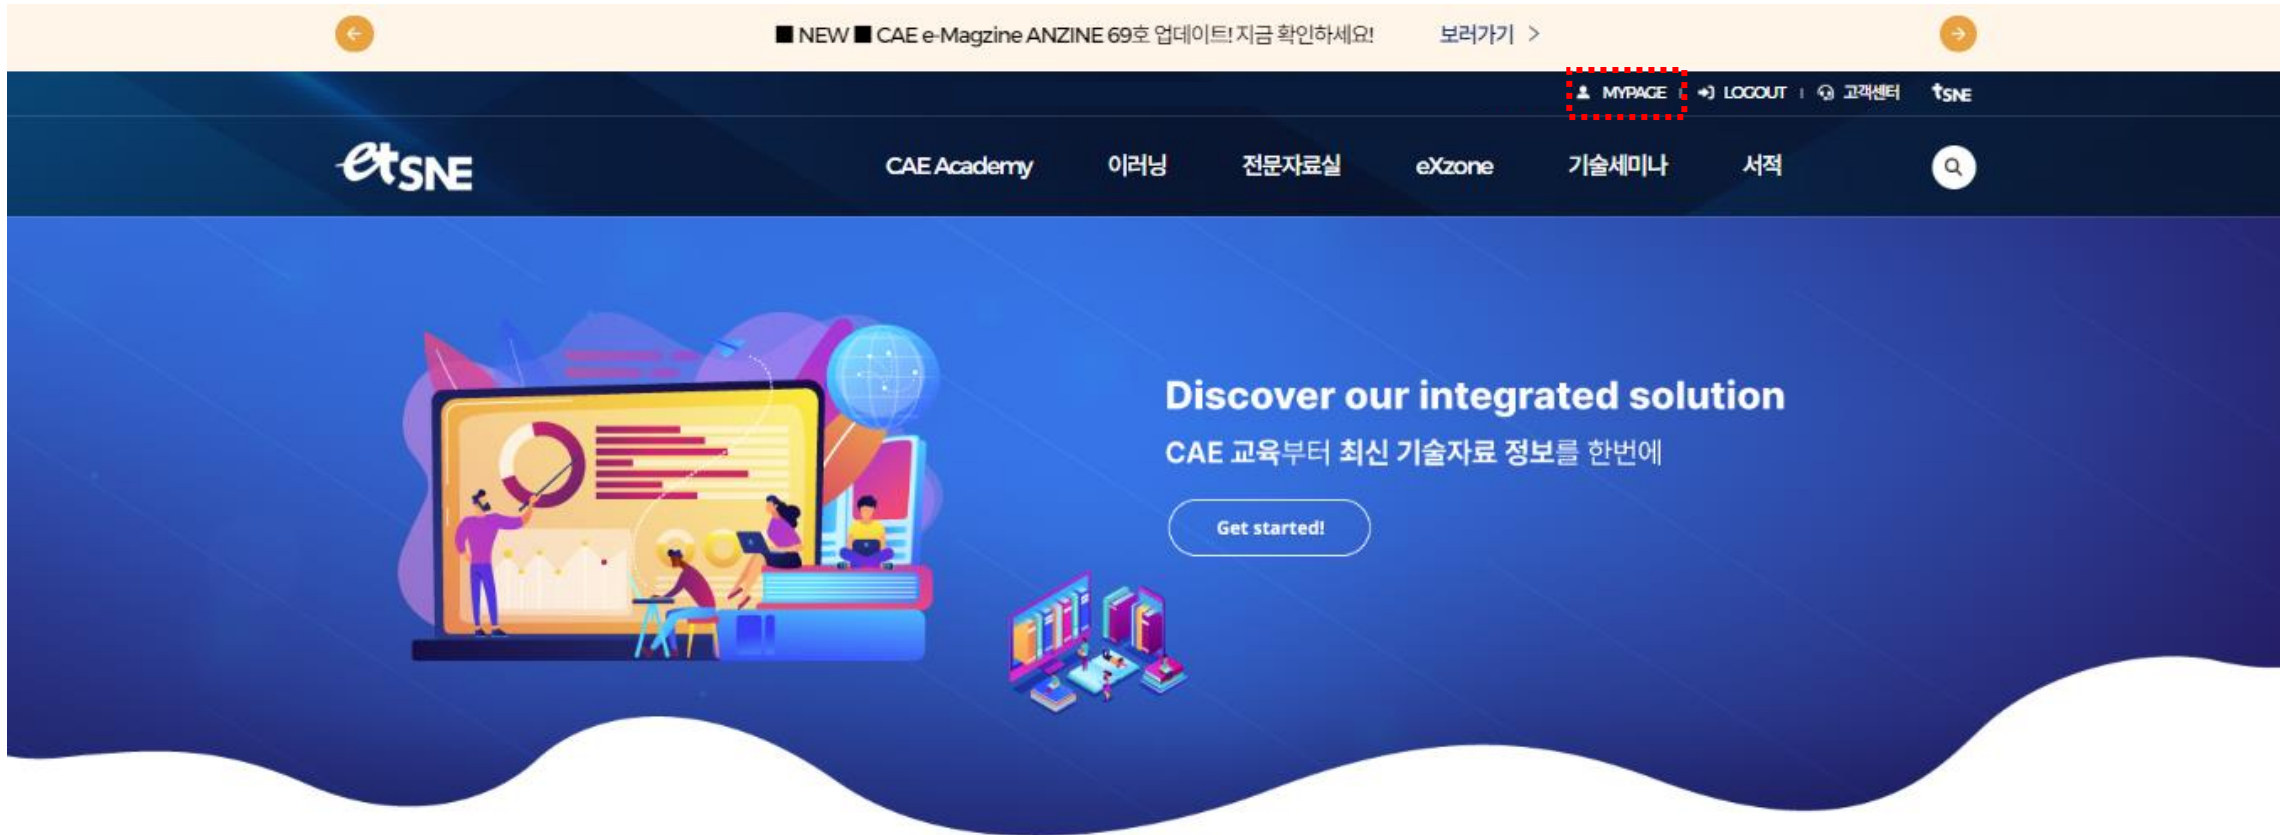 ■ NEW ■ CAE e-Magzine ANZINE 69호 업데이트! 지금 확인하세요! 보러가기 >
MYPAGE LOGOUT 고객센터 tSNE
etSNE CAE Academy 이러닝 전문자료실 eXzone 기술세미나 서적
Discover our integrated solution
CAE 교육부터 최신 기술자료 정보를 한번에
Get started!